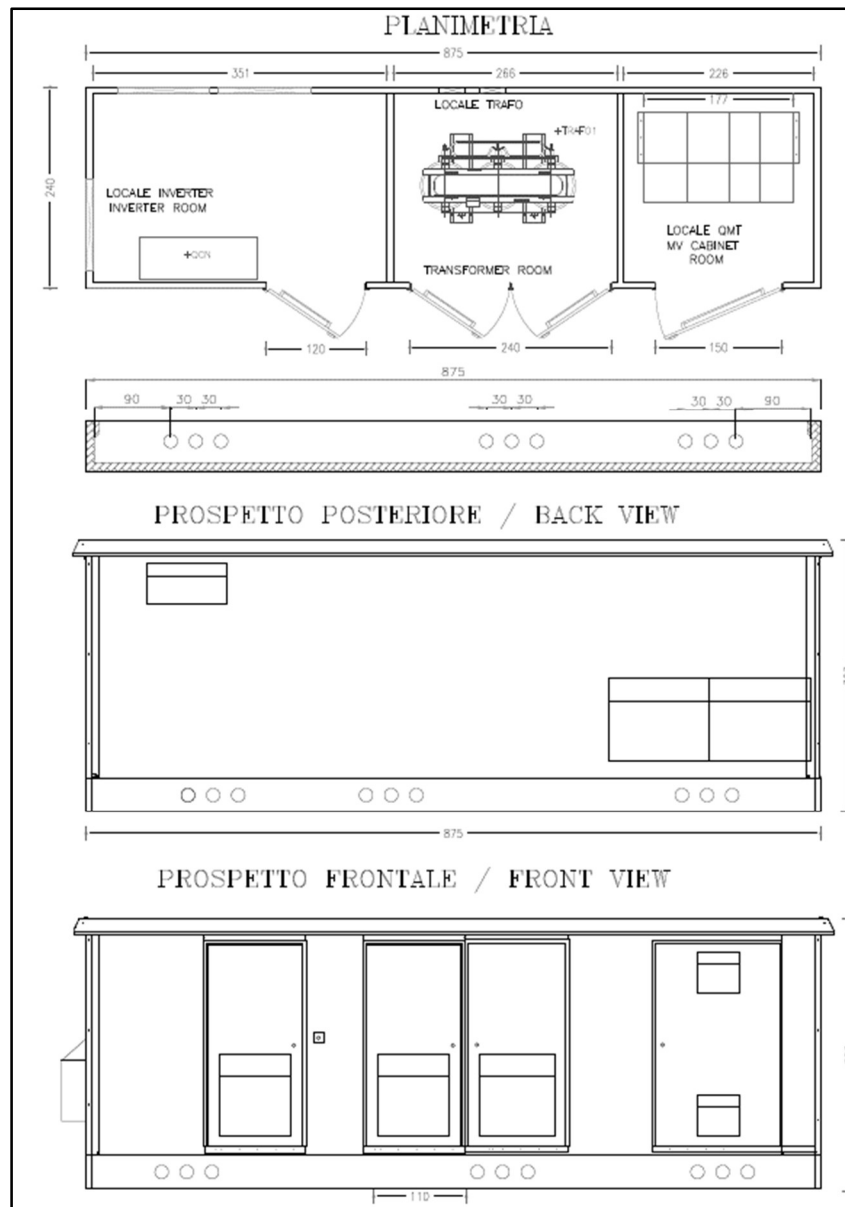 PLANIMETRIA
875
351
266
226
LOCALE TRAFO
177
+TRAFO1
240
LOCALE INVERTER
INVERTER ROOM
LOCALE QMT
MV CABINET
ROOM
+QCN
TRANSFORMER ROOM
120
240
150
875
90
30
30
30
30
30
30
90
PROSPETTO POSTERIORE / BACK VIEW
875
PROSPETTO FRONTALE / FRONT VIEW
110